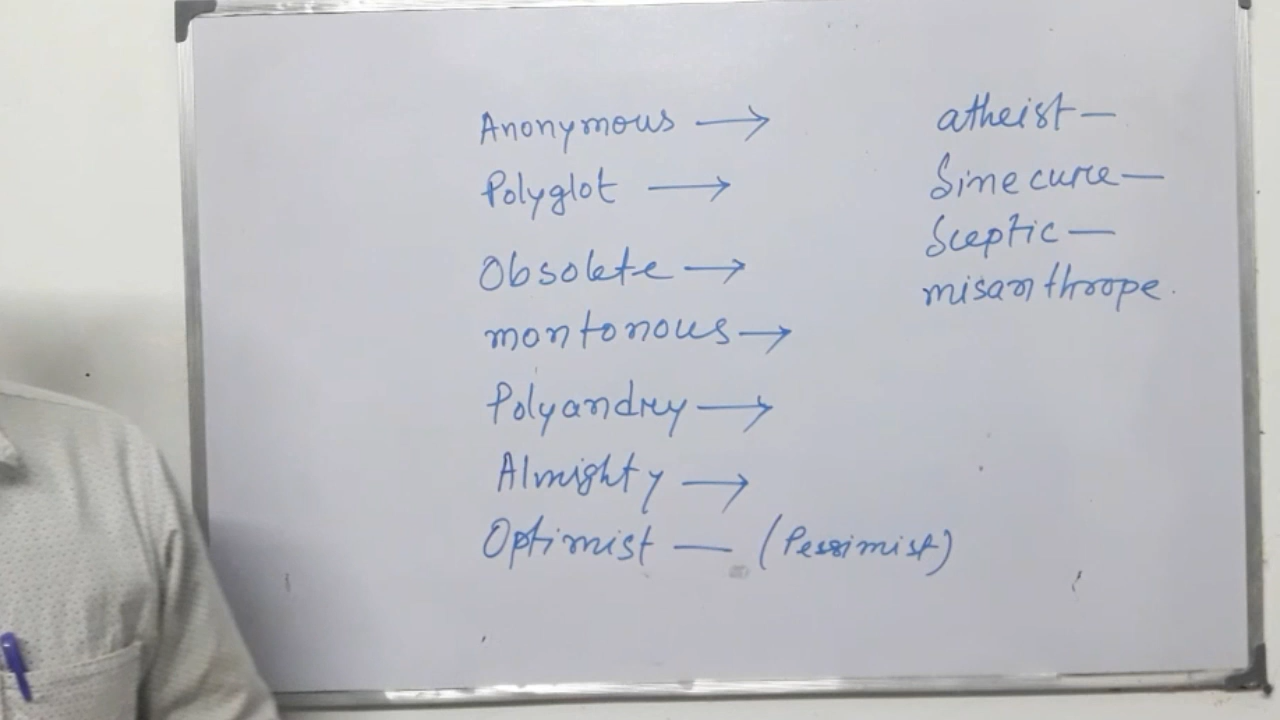 Anonymous →
Polyglot →
Obsolete →
montonous →
Polyandry →
Almighty →
Optimist — (Pessimist)
atheist —
Sinecure —
Sceptic —
misanthrope.